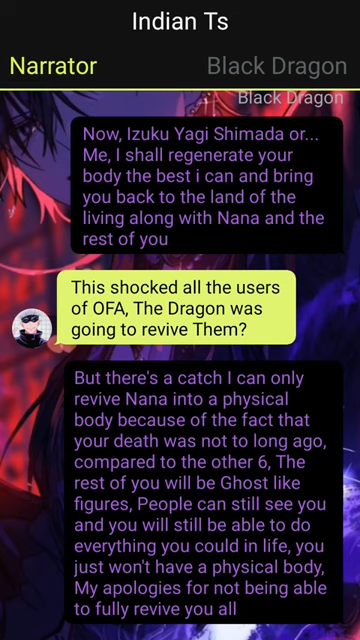 Indian Ts
Narrator
Black Dragon
Black Dragon
Now, Izuku Yagi Shimada or...
Me, I shall regenerate your
body the best i can and bring
you back to the land of the
living along with Nana and the
rest of you
This shocked all the users
of OFA, The Dragon was
going to revive Them?
But there's a catch I can only
revive Nana into a physical
body because of the fact that
your death was not to long ago,
compared to the other 6, The
rest of you will be Ghost like
figures, People can still see you
and you will still be able to do
everything you could in life, you
just won't have a physical body,
My apologies for not being able
to fully revive you all